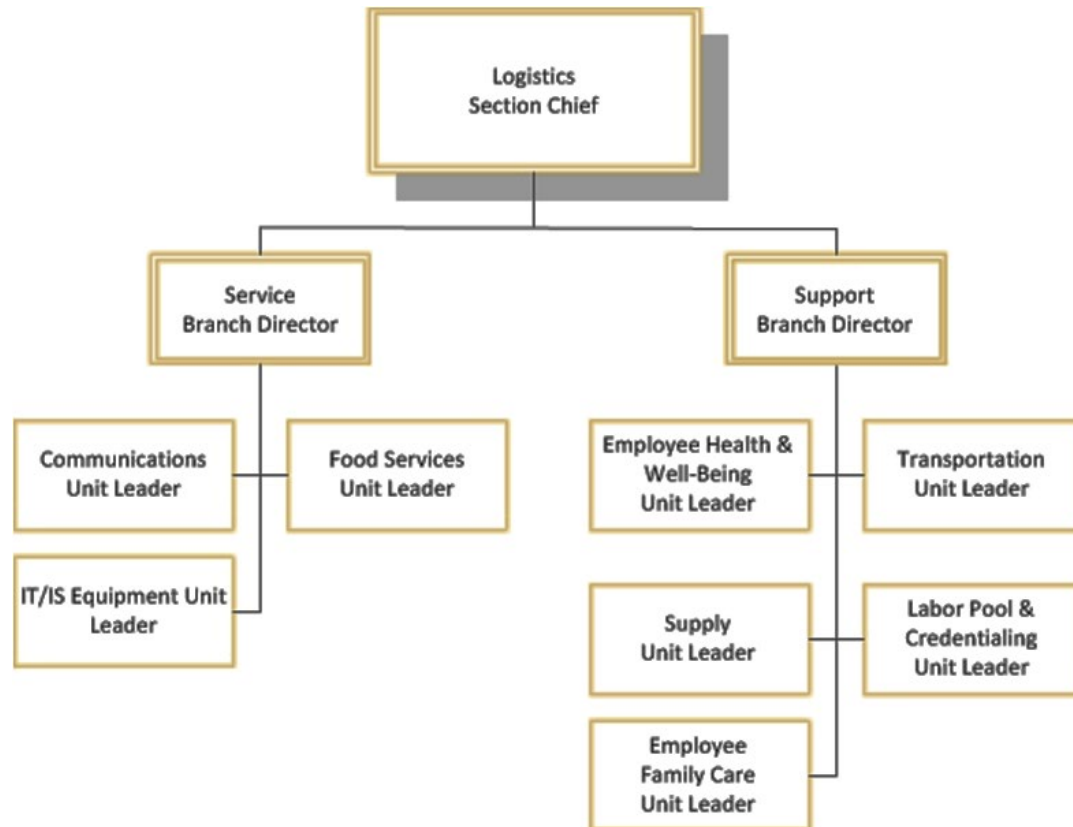 Logistics
Section Chief
Service
Branch Director
Support
Branch Director
Communications
Unit Leader
Food Services
Unit Leader
IT/IS Equipment Unit
Leader
Employee Health &
Well-Being
Unit Leader
Transportation
Unit Leader
Supply
Unit Leader
Labor Pool &
Credentialing
Unit Leader
Employee
Family Care
Unit Leader